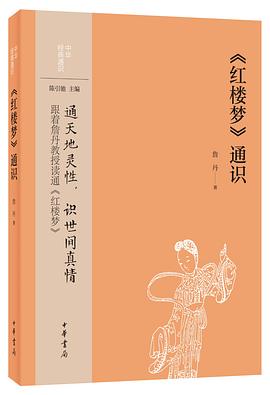 中华
经典通识
《红楼梦》通识
陈引驰 主编
通天地灵性，识世间真情
跟着詹丹教授读通《红楼梦》
中華書局
《红楼梦》通识
詹丹 著